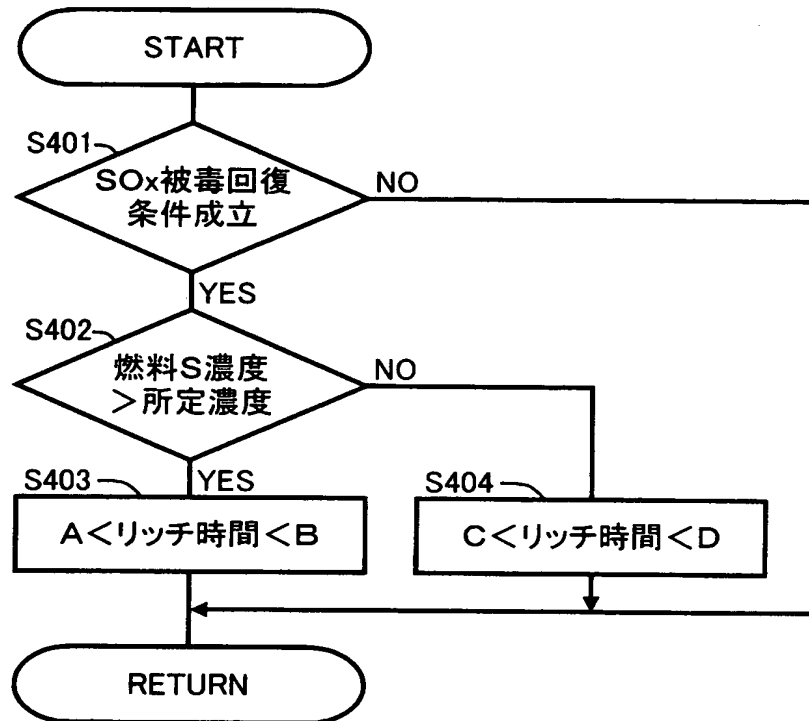 START
S401
SOx被毒回復
条件成立
NO
YES
S402
燃料S濃度
＞所定濃度
NO
YES
S403
A＜リッチ時間＜B
S404
C＜リッチ時間＜D
RETURN